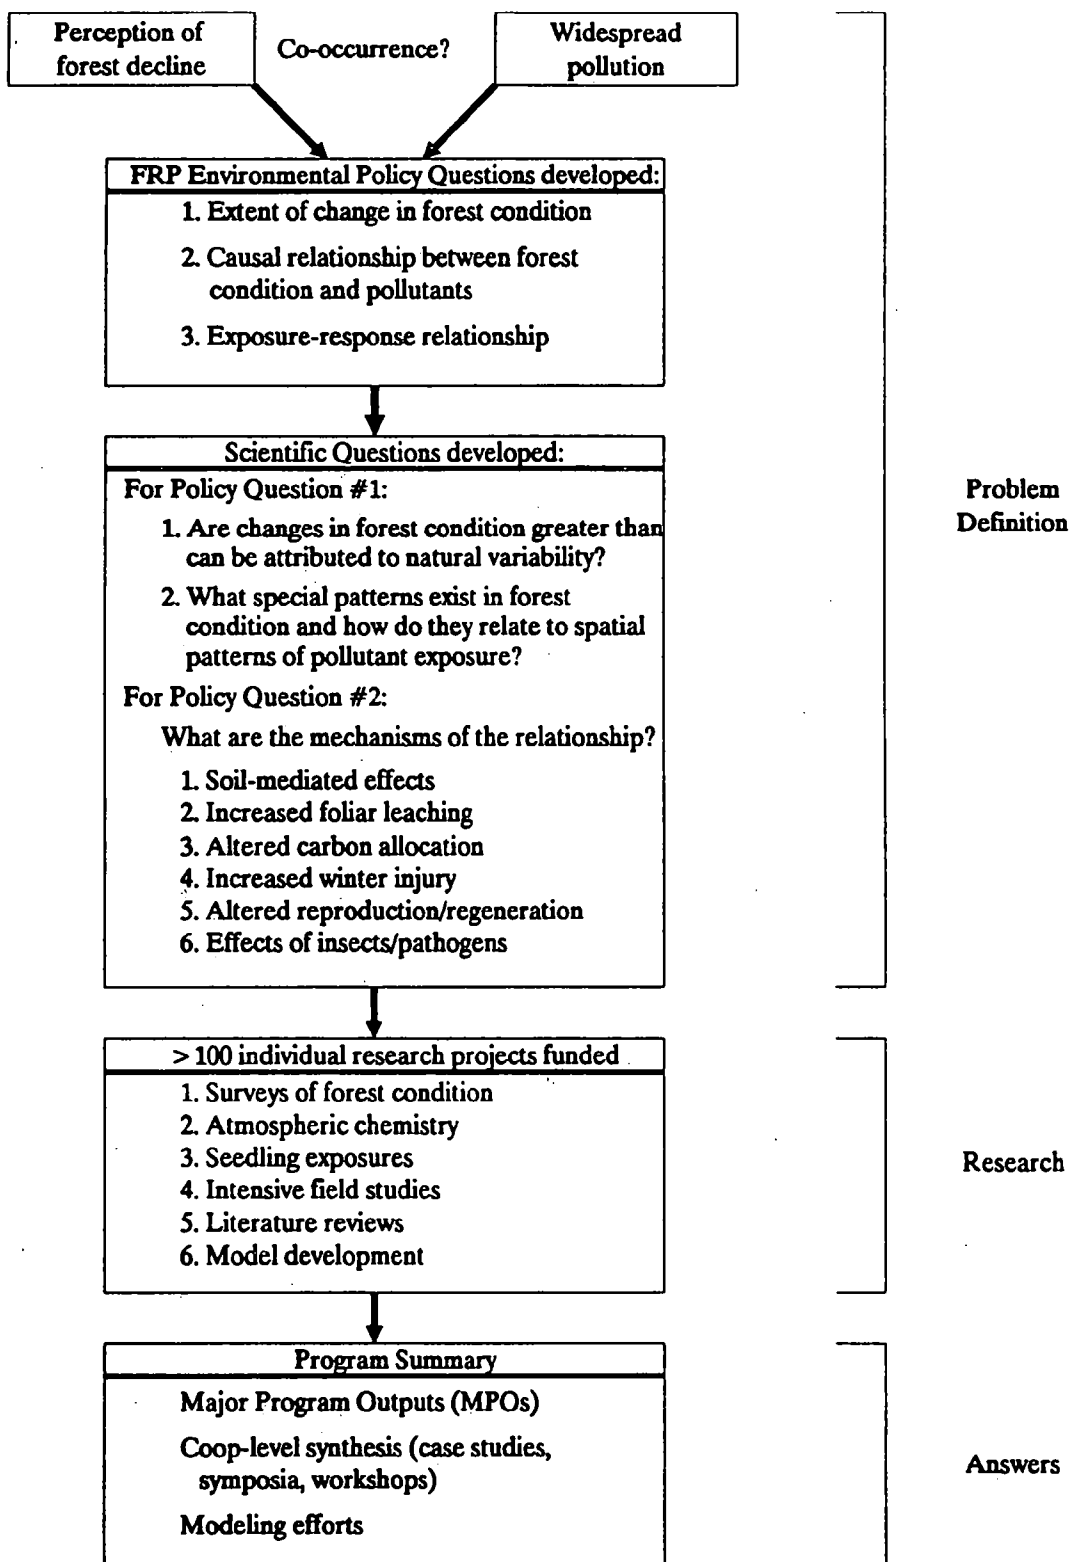 Perception of
forest decline
Co-occurrence?
Widespread
pollution
FRP Environmental Policy Questions developed:
1. Extent of change in forest condition
2. Causal relationship between forest
condition and pollutants
3. Exposure-response relationship
Scientific Questions developed:
For Policy Question #1:
1. Are changes in forest condition greater than
can be attributed to natural variability?
2. What special patterns exist in forest
condition and how do they relate to spatial
patterns of pollutant exposure?
For Policy Question #2:
What are the mechanisms of the relationship?
1. Soil-mediated effects
2. Increased foliar leaching
3. Altered carbon allocation
4. Increased winter injury
5. Altered reproduction/regeneration
6. Effects of insects/pathogens
Problem
Definition
> 100 individual research projects funded
1. Surveys of forest condition
2. Atmospheric chemistry
3. Seedling exposures
4. Intensive field studies
5. Literature reviews
6. Model development
Research
Program Summary
Major Program Outputs (MPOs)
Coop-level synthesis (case studies,
symposia, workshops)
Modeling efforts
Answers